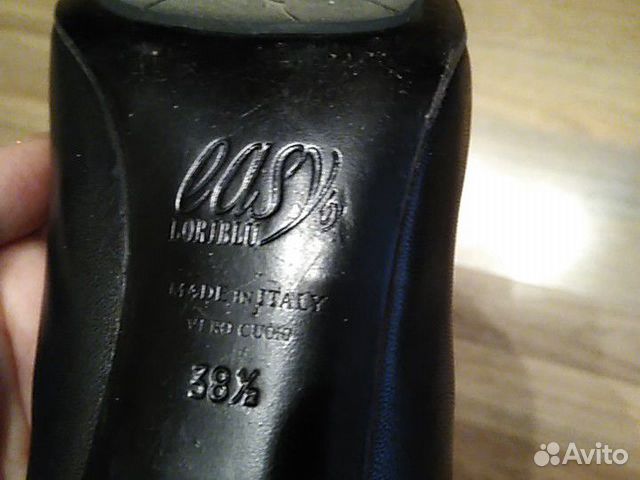 easy
LORIBLU
MADE IN ITALY
VERO CUOIO
38½
Avito